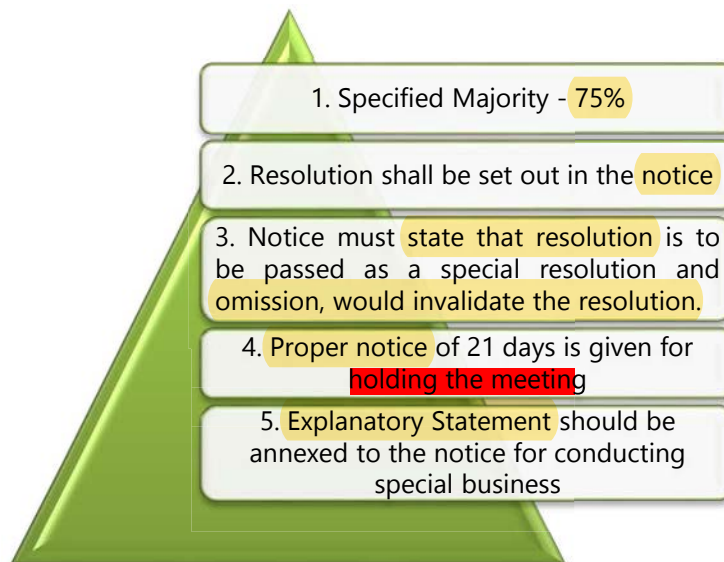 1. Specified Majority - 75%
2. Resolution shall be set out in the notice
3. Notice must state that resolution is to
be passed as a special resolution and
omission, would invalidate the resolution.
4. Proper notice of 21 days is given for
holding the meeting
5. Explanatory Statement should be
annexed to the notice for conducting
special business